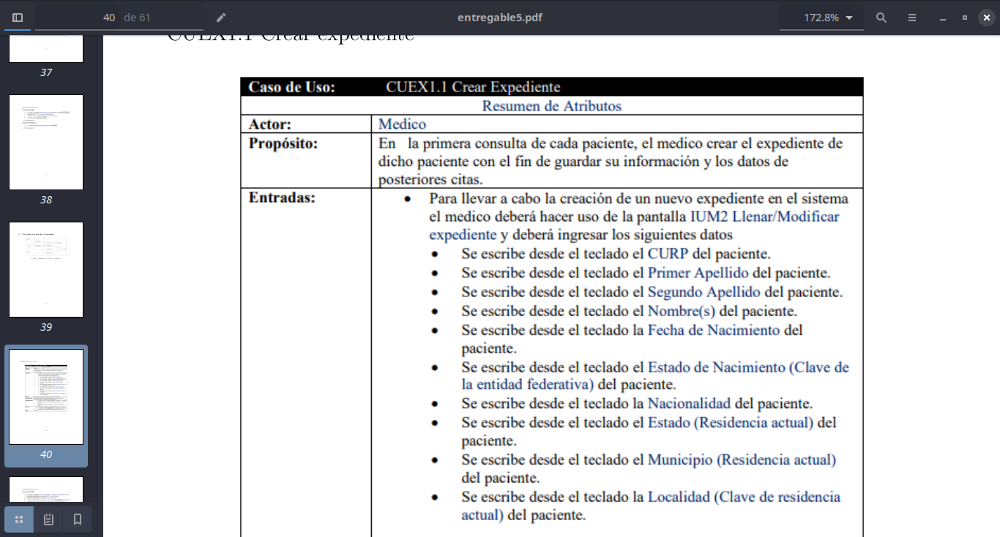 40 de 61
entregable5.pdf
172.8%
37
38
39
40
CUEX1.1 Crear expediente
Caso de Uso: CUEX1.1 Crear Expediente
Resumen de Atributos
Actor: Medico
Propósito: En la primera consulta de cada paciente, el medico crear el expediente de
dicho paciente con el fin de guardar su información y los datos de
posteriores citas.
Entradas: • Para llevar a cabo la creación de un nuevo expediente en el sistema
el medico deberá hacer uso de la pantalla IUM2 Llenar/Modificar
expediente y deberá ingresar los siguientes datos
• Se escribe desde el teclado el CURP del paciente.
• Se escribe desde el teclado el Primer Apellido del paciente.
• Se escribe desde el teclado el Segundo Apellido del paciente.
• Se escribe desde el teclado el Nombre(s) del paciente.
• Se escribe desde el teclado la Fecha de Nacimiento del
paciente.
• Se escribe desde el teclado el Estado de Nacimiento (Clave de
la entidad federativa) del paciente.
• Se escribe desde el teclado la Nacionalidad del paciente.
• Se escribe desde el teclado el Estado (Residencia actual) del
paciente.
• Se escribe desde el teclado el Municipio (Residencia actual)
del paciente.
• Se escribe desde el teclado la Localidad (Clave de residencia
actual) del paciente.